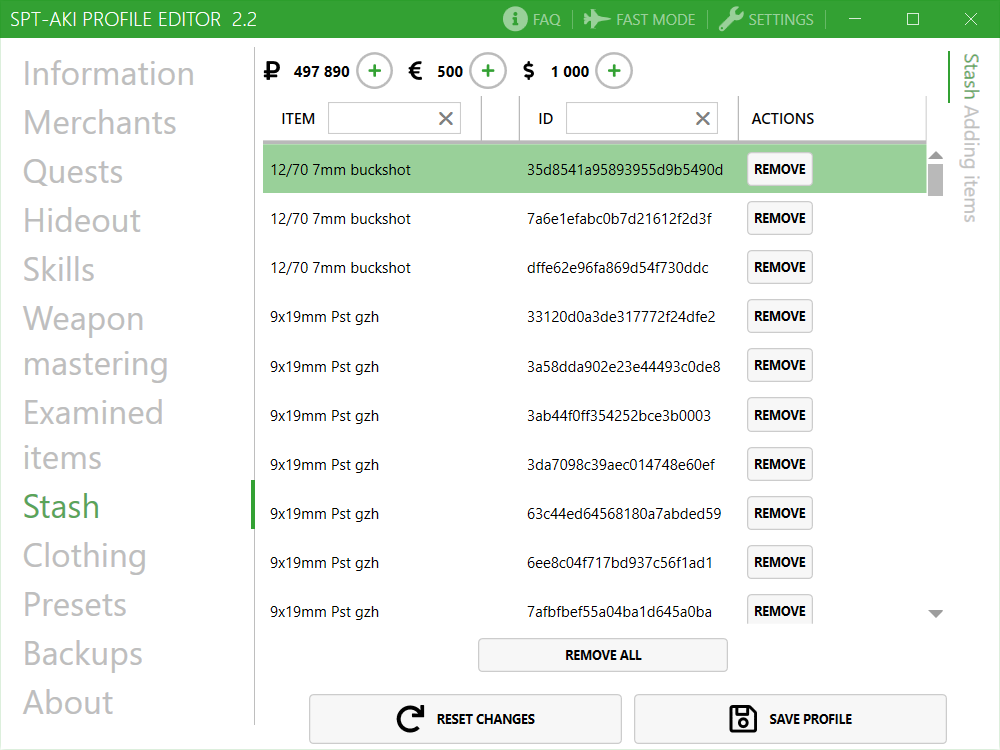 SPT-AKI PROFILE EDITOR 2.2
FAQ
FAST MODE
SETTINGS
Information
Merchants
Quests
Hideout
Skills
Weapon
mastering
Examined
items
Stash
Clothing
Presets
Backups
About
₽ 497 890 + € 500 + $ 1 000 +
ITEM ID ACTIONS
12/70 7mm buckshot 35d8541a95893955d9b5490d REMOVE
12/70 7mm buckshot 7a6e1efabc0b7d21612f2d3f REMOVE
12/70 7mm buckshot dffe62e96fa869d54f730ddc REMOVE
9x19mm Pst gzh 33120d0a3de317772f24dfe2 REMOVE
9x19mm Pst gzh 3a58dda902e23e44493c0de8 REMOVE
9x19mm Pst gzh 3ab44f0ff354252bce3b0003 REMOVE
9x19mm Pst gzh 3da7098c39aec014748e60ef REMOVE
9x19mm Pst gzh 63c44ed64568180a7abded59 REMOVE
9x19mm Pst gzh 6ee8c04f717bd937c56f1ad1 REMOVE
9x19mm Pst gzh 7afbfbef55a04ba1d645a0ba REMOVE
REMOVE ALL
RESET CHANGES
SAVE PROFILE
Stash
Adding items